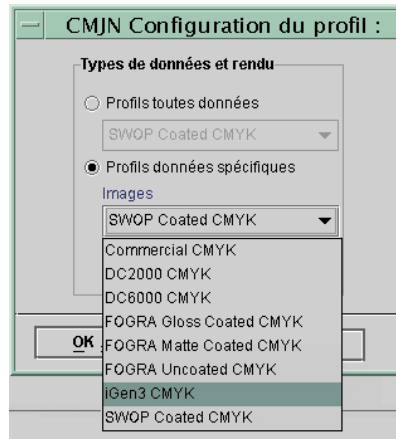 CMJN Configuration du profil :
Types de données et rendu
Profils toutes données
SWOP Coated CMYK
Profils données spécifiques
Images
SWOP Coated CMYK
Commercial CMYK
DC2000 CMYK
DC6000 CMYK
FOGRA Gloss Coated CMYK
OK
FOGRA Matte Coated CMYK
FOGRA Uncoated CMYK
iGen3 CMYK
SWOP Coated CMYK